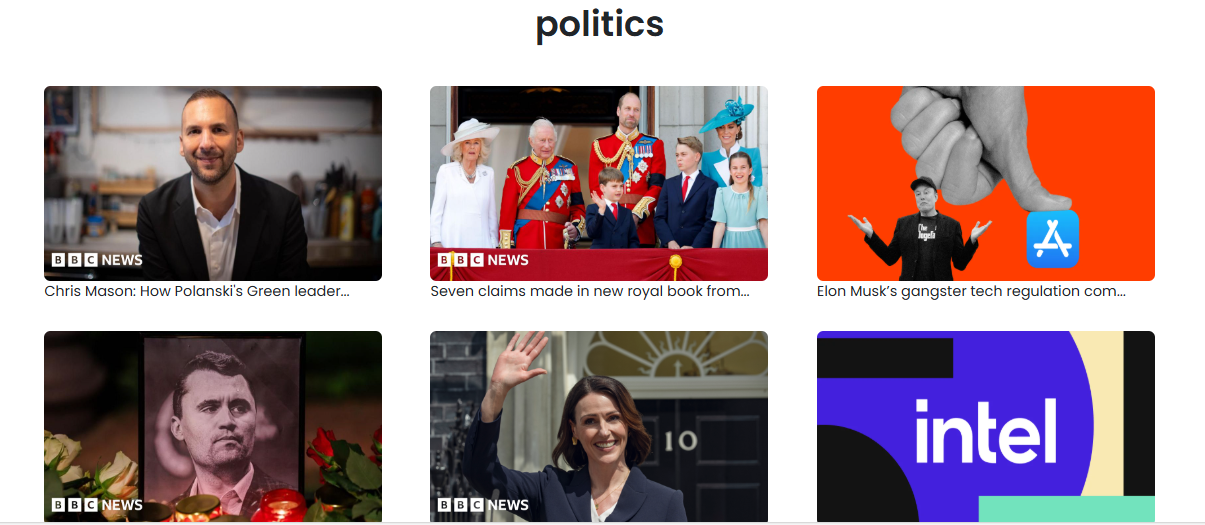 politics
BBC NEWS
BBC NEWS
Chris Mason: How Polanski's Green leader...
Seven claims made in new royal book from...
Elon Musk’s gangster tech regulation com...
BBC NEWS
10
BBC NEWS
intel